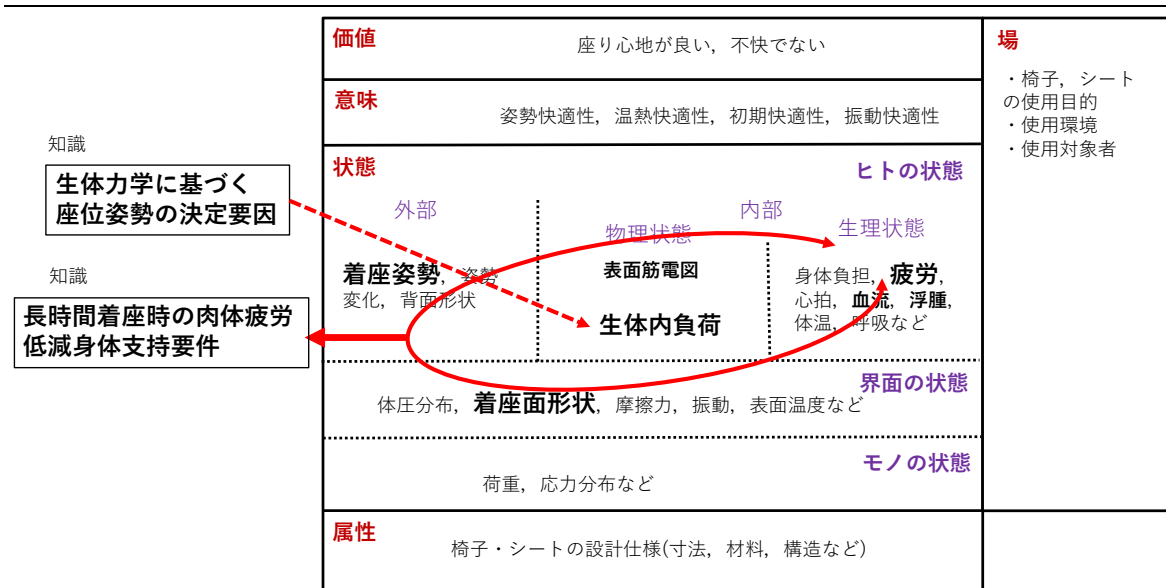 価値
座り心地が良い，不快でない
場
・椅子，シート
の使用目的
・使用環境
・使用対象者
意味
姿勢快適性，温熱快適性，初期快適性，振動快適性
知識
生体力学に基づく
座位姿勢の決定要因
状態
ヒトの状態
外部
内部
物理状態
生理状態
着座姿勢，姿勢
変化，背面形状
表面筋電図
生体内負荷
身体負担，疲労，
心拍，血流，浮腫，
体温，呼吸など
知識
長時間着座時の肉体疲労
低減身体支持要件
界面の状態
体圧分布，着座面形状，摩擦力，振動，表面温度など
モノの状態
荷重，応力分布など
属性
椅子・シートの設計仕様(寸法，材料，構造など)